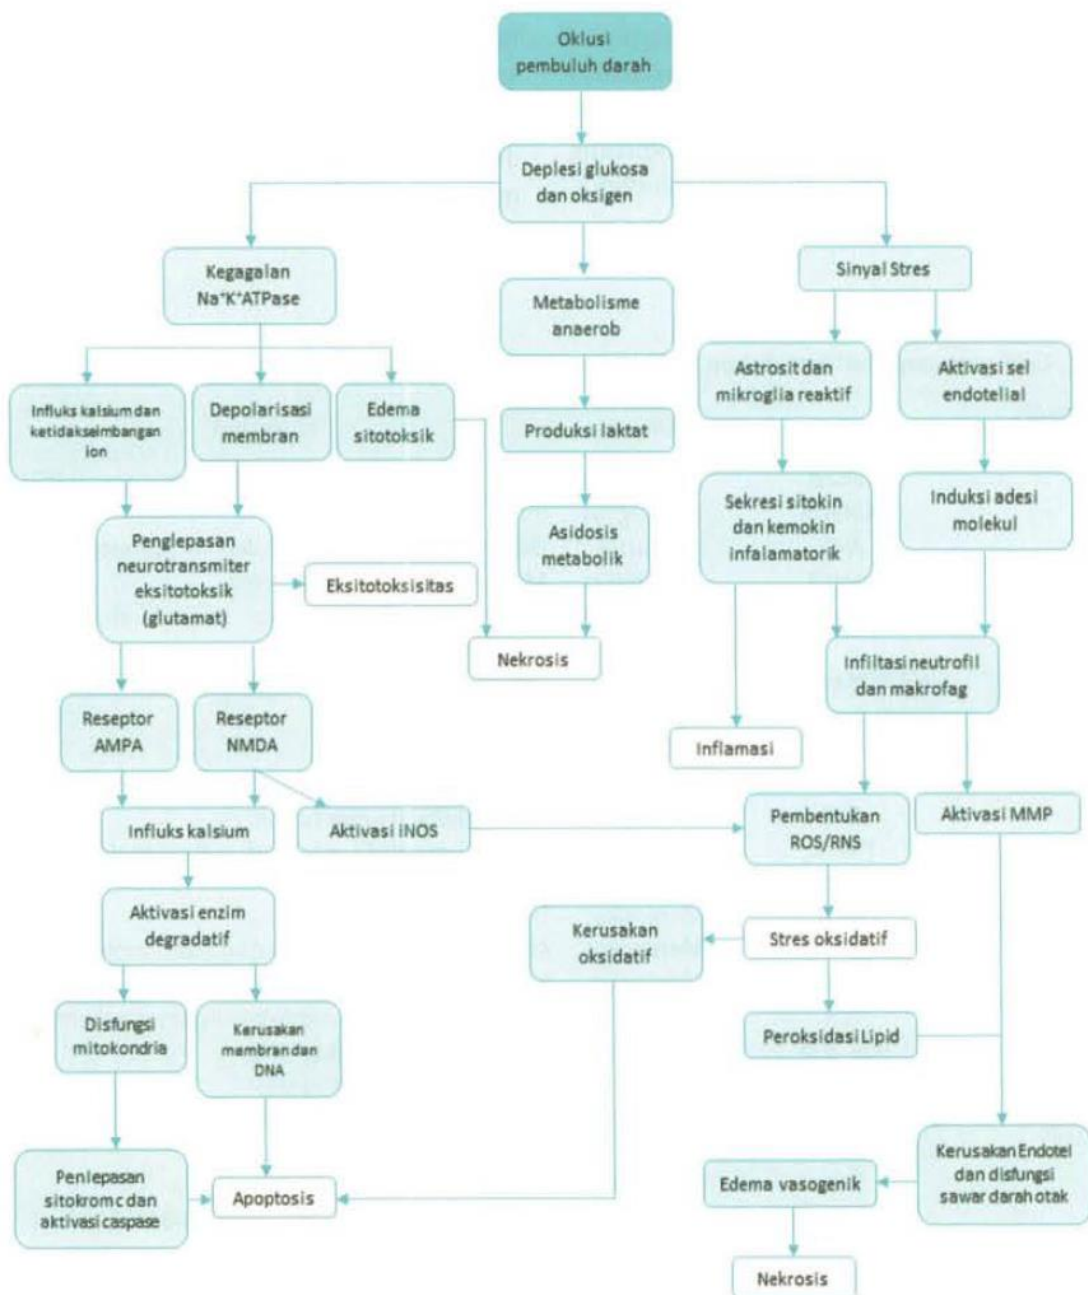 Oklusi
pembuluh darah
Deplesi glukosa
dan oksigen
Kegagalan
Na⁺K⁺ATPase
Metabolisme
anaerob
Sinyal Stres
Influks kalsium dan
ketidakseimbangan
ion
Depolarisasi
membran
Edema
sitotoksik
Produksi laktat
Astrosit dan
mikroglia reaktif
Aktivasi sel
endotelial
Penglepasan
neurotransmiter
eksitotoksik
(glutamat)
Eksitotoksisitas
Asidosis
metabolik
Sekresi sitokin
dan kemokin
infalamatorik
Induksi adesi
molekul
Nekrosis
Infiltasi neutrofil
dan makrofag
Reseptor
AMPA
Reseptor
NMDA
Inflamasi
Influks kalsium
Aktivasi iNOS
Pembentukan
ROS/RNS
Aktivasi MMP
Aktivasi enzim
degradatif
Kerusakan
oksidatif
Stres oksidatif
Disfungsi
mitokondria
Kerusakan
membran dan
DNA
Peroksidasi Lipid
Penlepasan
sitokrom c dan
aktivasi caspase
Apoptosis
Edema vasogenik
Kerusakan Endotel
dan disfungsi
sawar darah otak
Nekrosis